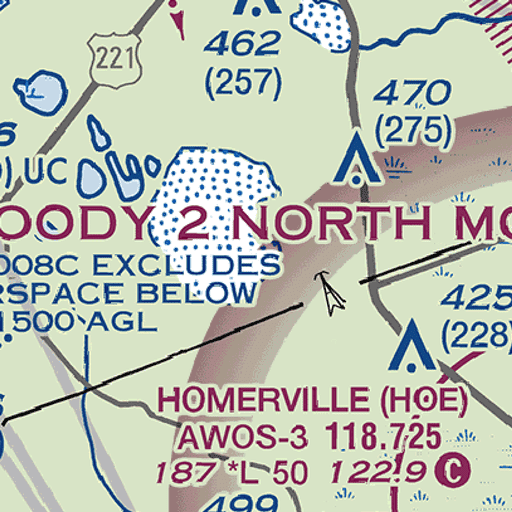 462
(257)
221
470
(275)
6
) UC
OODY 2 NORTH MO
008C EXCLUDES
RSPACE BELOW
1500 AGL
425
(228)
HOMERVILLE (HOE)
AWOS-3 118.725
187 *L 50 122.9 C
499